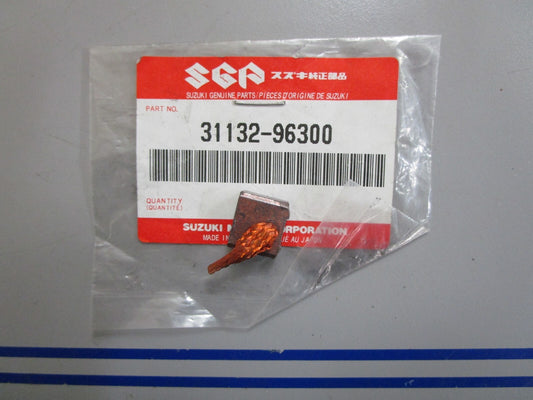 SGP スズキ純正部品
SUZUKI GENUINE PARTS/PIÈCES D'ORIGINE DE SUZUKI
PART NO.
31132-96300
QUANTITY
(QUANTITÉ)
SUZUKI CORPORATION
MADE IN AU JAPON